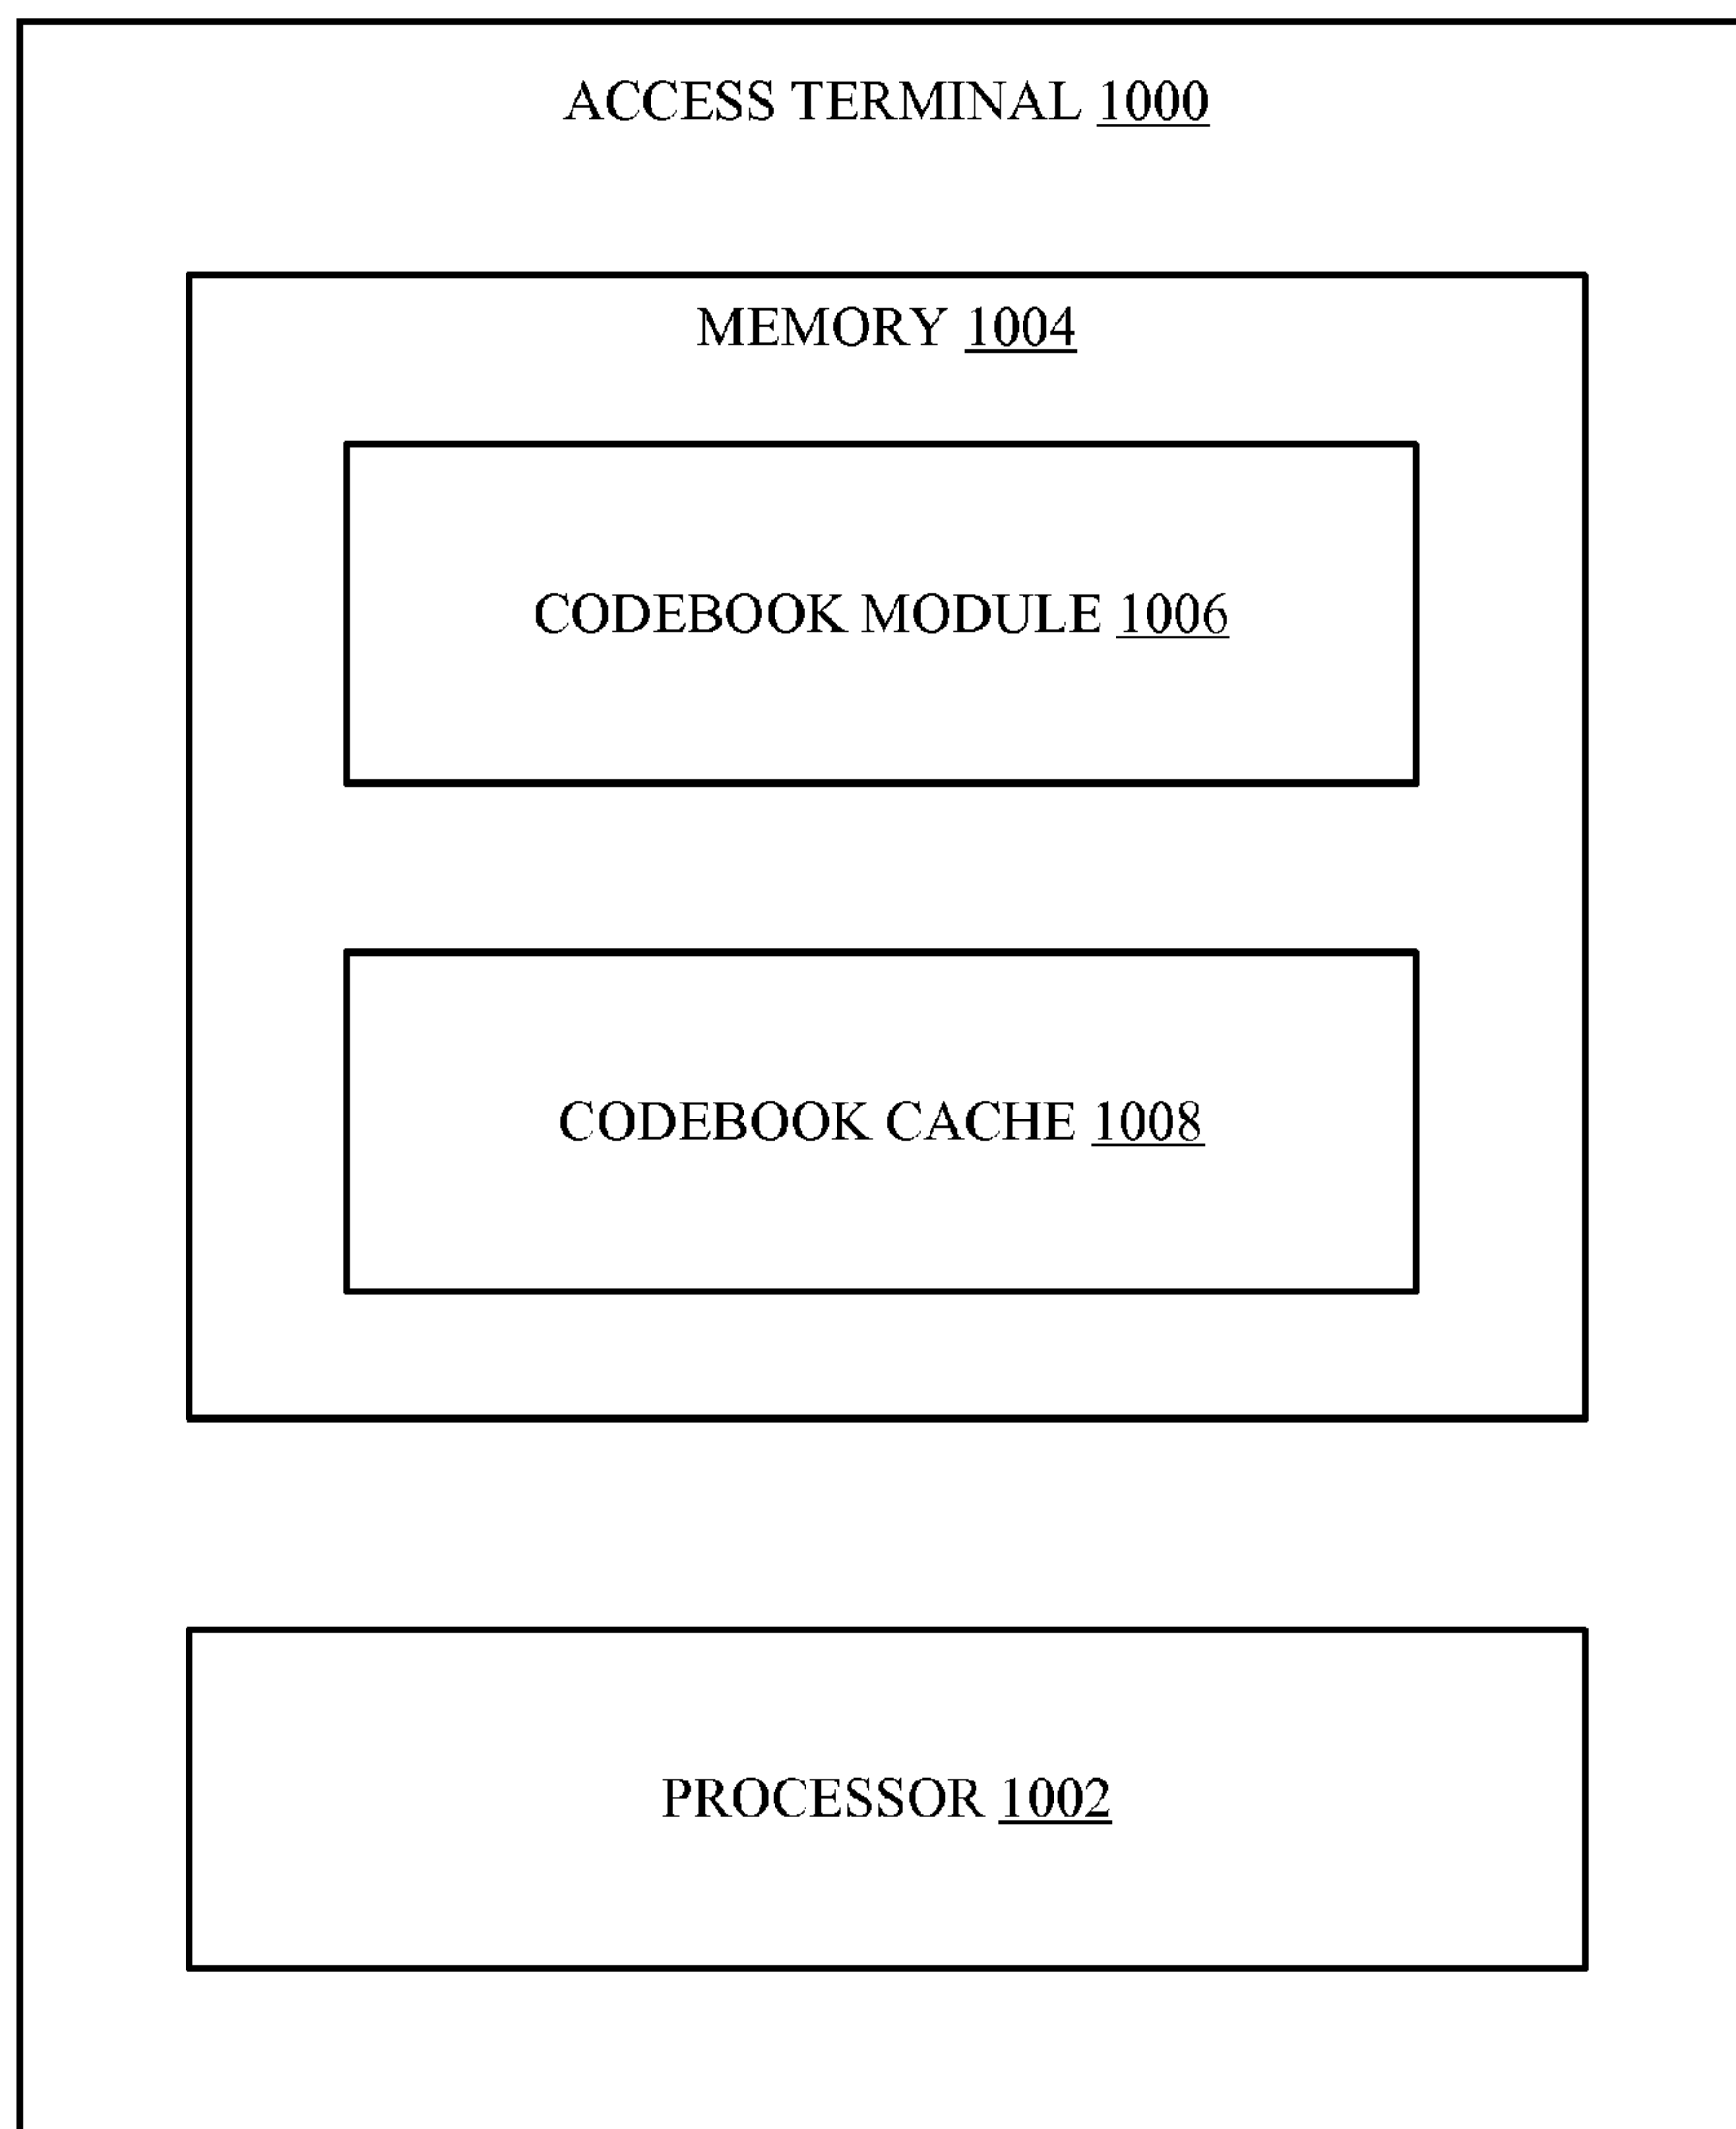 ACCESS TERMINAL 1000
MEMORY 1004
CODEBOOK MODULE 1006
CODEBOOK CACHE 1008
PROCESSOR 1002